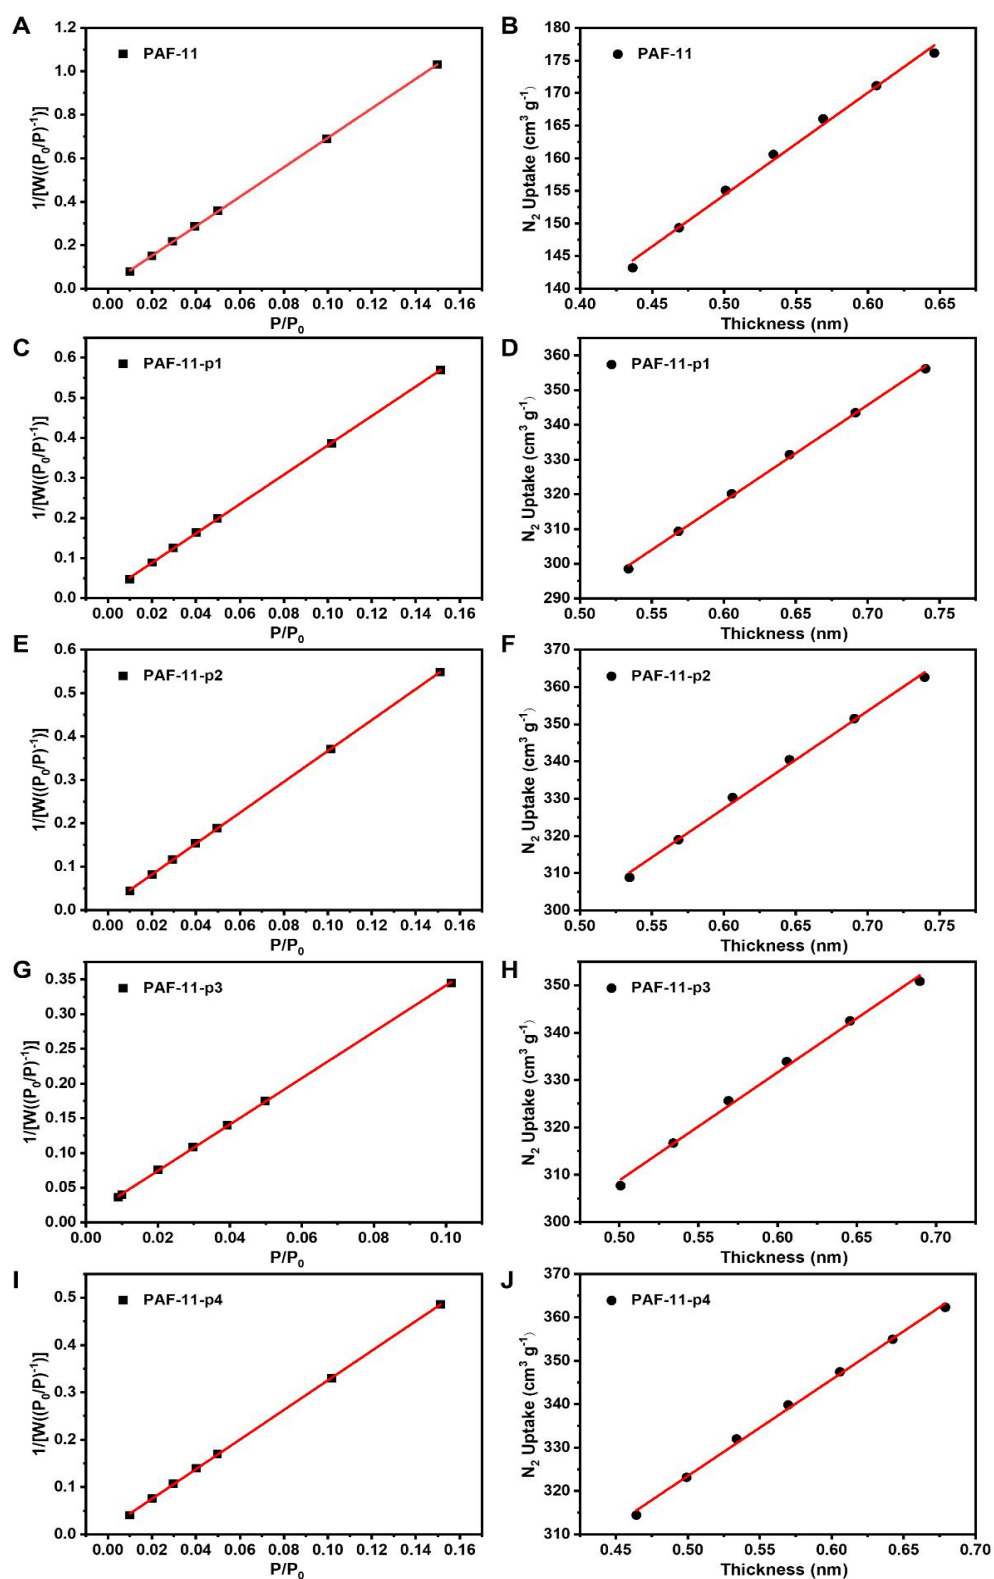 A
1.2
1.0
0.8
0.6
0.4
0.2
0.0
1/[W((P₀/P)⁻¹)]
■ PAF-11
0.00 0.02 0.04 0.06 0.08 0.10 0.12 0.14 0.16
P/P₀
B
180
175
170
165
160
155
150
145
140
N₂ Uptake (cm³ g⁻¹)
● PAF-11
0.40 0.45 0.50 0.55 0.60 0.65
Thickness (nm)
C
0.6
0.5
0.4
0.3
0.2
0.1
0.0
1/[W((P₀/P)⁻¹)]
■ PAF-11-p1
0.00 0.02 0.04 0.06 0.08 0.10 0.12 0.14 0.16
P/P₀
D
360
350
340
330
320
310
300
290
N₂ Uptake (cm³ g⁻¹)
● PAF-11-p1
0.50 0.55 0.60 0.65 0.70 0.75
Thickness (nm)
E
0.6
0.5
0.4
0.3
0.2
0.1
0.0
1/[W((P₀/P)⁻¹)]
■ PAF-11-p2
0.00 0.02 0.04 0.06 0.08 0.10 0.12 0.14 0.16
P/P₀
F
370
360
350
340
330
320
310
300
N₂ Uptake (cm³ g⁻¹)
● PAF-11-p2
0.50 0.55 0.60 0.65 0.70 0.75
Thickness (nm)
G
0.35
0.30
0.25
0.20
0.15
0.10
0.05
0.00
1/[W((P₀/P)⁻¹)]
■ PAF-11-p3
0.00 0.02 0.04 0.06 0.08 0.10
P/P₀
H
350
340
330
320
310
300
N₂ Uptake (cm³ g⁻¹)
● PAF-11-p3
0.50 0.55 0.60 0.65 0.70
Thickness (nm)
I
0.5
0.4
0.3
0.2
0.1
0.0
1/[W((P₀/P)⁻¹)]
■ PAF-11-p4
0.00 0.02 0.04 0.06 0.08 0.10 0.12 0.14 0.16
P/P₀
J
370
360
350
340
330
320
310
N₂ Uptake (cm³ g⁻¹)
● PAF-11-p4
0.45 0.50 0.55 0.60 0.65 0.70
Thickness (nm)